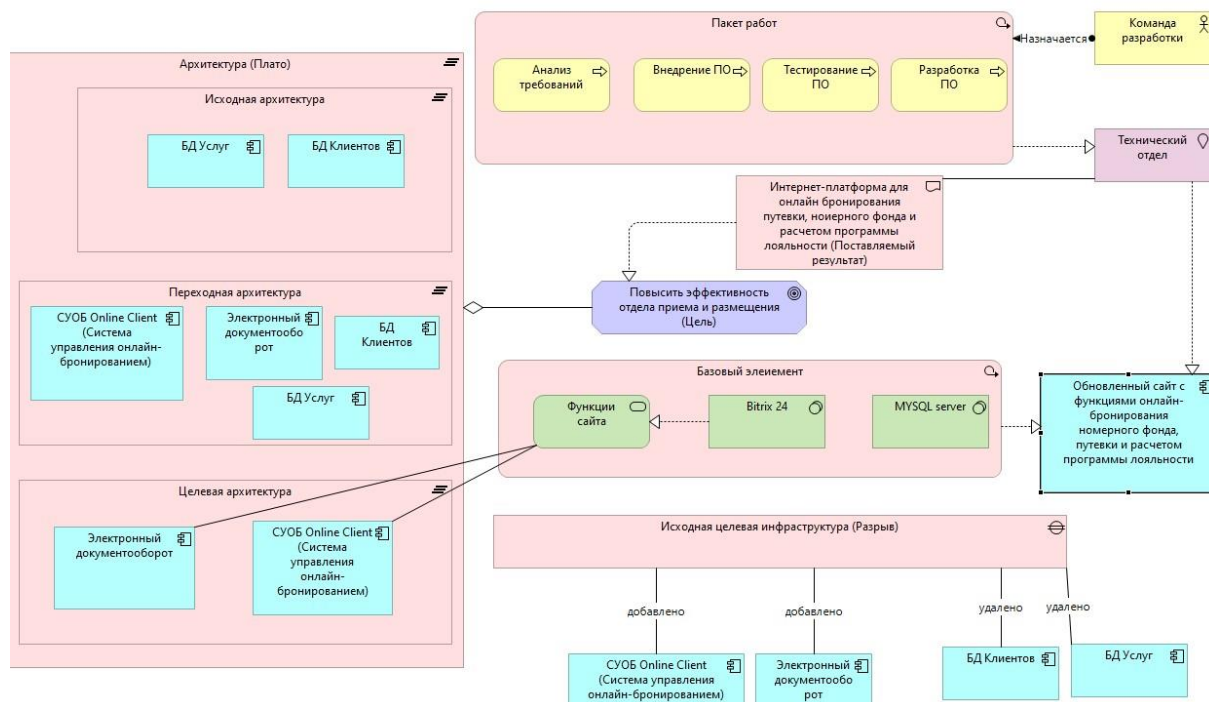 Пакет работ
Анализ
требований
Внедрение ПО
Тестирование
ПО
Разработка
ПО
Назначается
Команда
разработки
Архитектура (Плато)
Исходная архитектура
БД Услуг
БД Клиентов
Технический
отдел
Интернет-платформа для
онлайн бронирования
путевки, ноиерного фонда и
расчетом программы
лояльности (Поставляемый
результат)
Переходная архитектура
СУОБ Online Client
(Система
управления онлайн-
бронированием)
Электронный
документообо
рот
БД
Клиентов
БД Услуг
Повысить эффективность
отдела приема и размещения
(Цель)
Базовый элеиемент
Функции
сайта
Bitrix 24
MYSQL server
Обновленный сайт с
функциями онлайн-
бронирования
номерного фонда,
путевки и расчетом
программы лояльности
Целевая архитектура
Электронный
документооборот
СУОБ Online Client
(Система
управления
онлайн-
бронированием)
Исходная целевая инфраструктура (Разрыв)
добавлено
добавлено
удалено
удалено
СУОБ Online Client
(Система управления
онлайн-бронированием)
Электронный
документообо
рот
БД Клиентов
БД Услуг